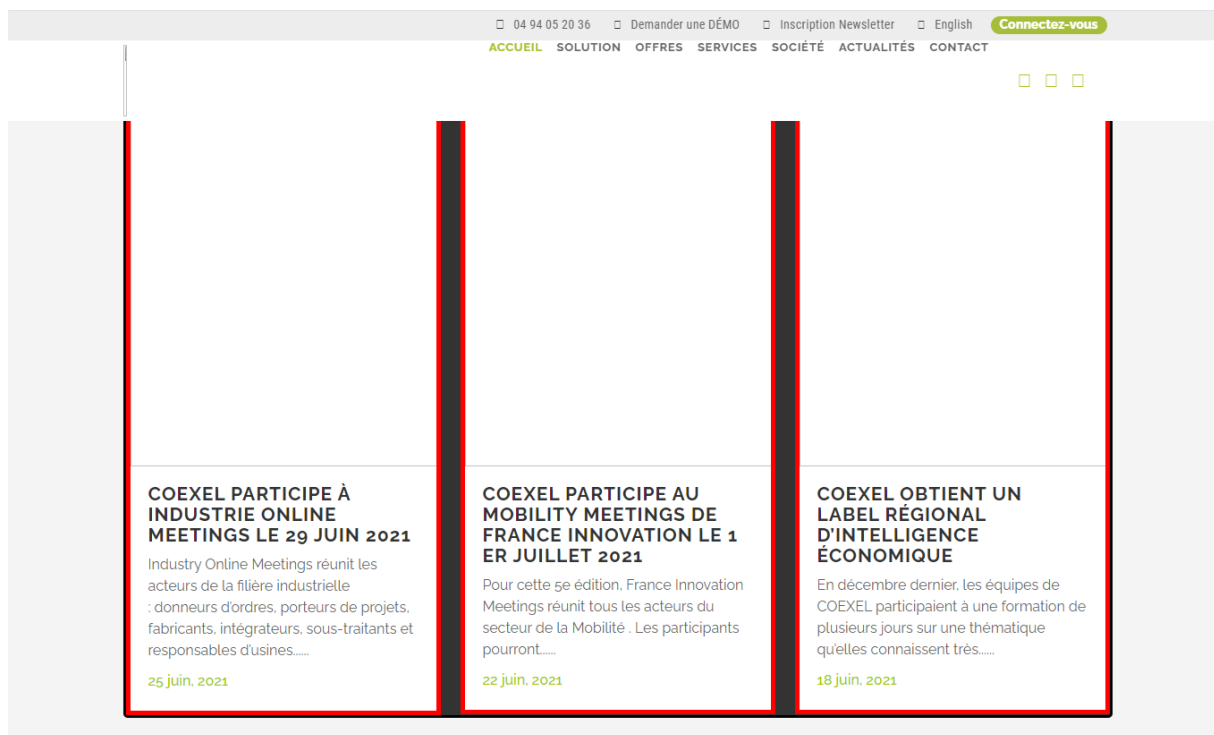 04 94 05 20 36 Demander une DÉMO Inscription Newsletter English Connectez-vous
ACCUEIL SOLUTION OFFRES SERVICES SOCIÉTÉ ACTUALITÉS CONTACT
COEXEL PARTICIPE À
INDUSTRIE ONLINE
MEETINGS LE 29 JUIN 2021
Industry Online Meetings réunit les
acteurs de la filière industrielle
: donneurs d'ordres, porteurs de projets,
fabricants, intégrateurs, sous-traitants et
responsables d'usines......
25 juin, 2021
COEXEL PARTICIPE AU
MOBILITY MEETINGS DE
FRANCE INNOVATION LE 1
ER JUILLET 2021
Pour cette 5e édition, France Innovation
Meetings réunit tous les acteurs du
secteur de la Mobilité . Les participants
pourront......
22 juin, 2021
COEXEL OBTIENT UN
LABEL RÉGIONAL
D'INTELLIGENCE
ÉCONOMIQUE
En décembre dernier, les équipes de
COEXEL participaient à une formation de
plusieurs jours sur une thématique
qu'elles connaissent très......
18 juin, 2021